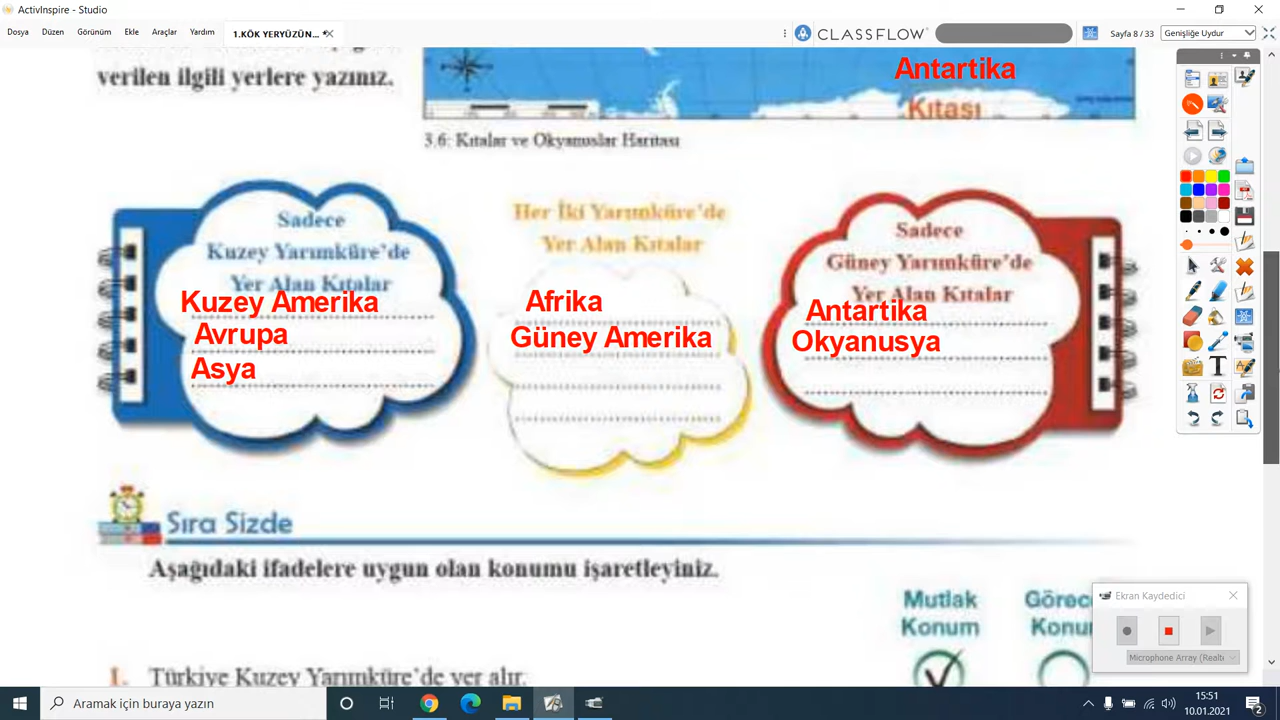 ActivInspire - Studio
Dosya Düzen Görünüm Ekle Araçlar Yardım
1.KÖK YERYÜZÜN...
CLASSFLOW
Sayfa 8 / 33
Genişliğe Uydur
verilen ilgili yerlere yazınız.
Antartika
Kıtası
3.6: Kıtalar ve Okyanuslar Haritası
Sadece
Kuzey Yarımküre’de
Yer Alan Kıtalar
Kuzey Amerika
Avrupa
Asya
Her İki Yarımküre’de
Yer Alan Kıtalar
Afrika
Güney Amerika
Sadece
Güney Yarımküre’de
Yer Alan Kıtalar
Antartika
Okyanusya
Sıra Sizde
Aşağıdaki ifadelere uygun olan konumu işaretleyiniz.
Mutlak
Konum
Görece
Konum
1. Türkiye Kuzey Yarımküre’de yer alır.
Ekran Kaydedici
Microphone Array (Realt
Aramak için buraya yazın
15:51
10.01.2021
2